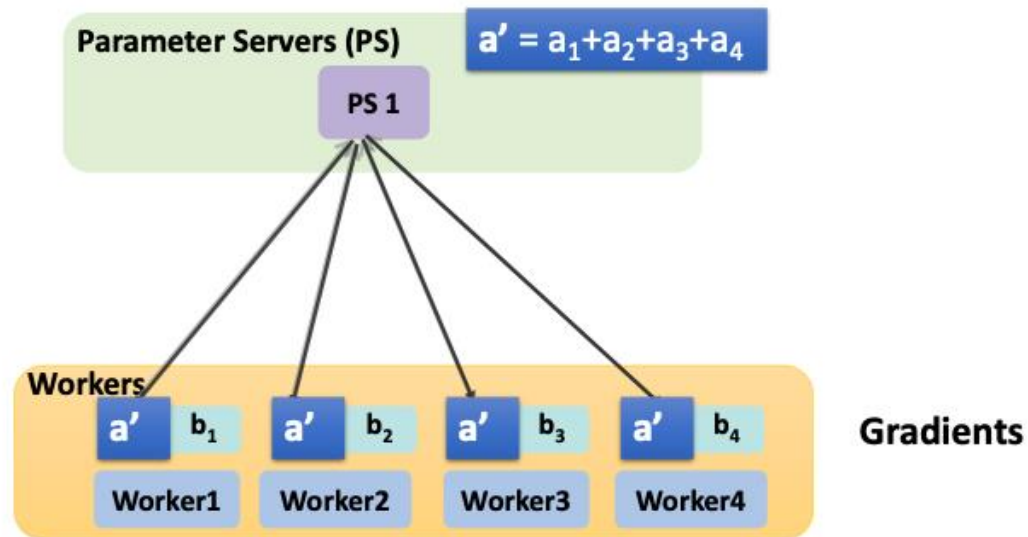 Parameter Servers (PS)
a’ = a₁+a₂+a₃+a₄
PS 1
Workers
a’ b₁ a’ b₂ a’ b₃ a’ b₄
Gradients
Worker1 Worker2 Worker3 Worker4